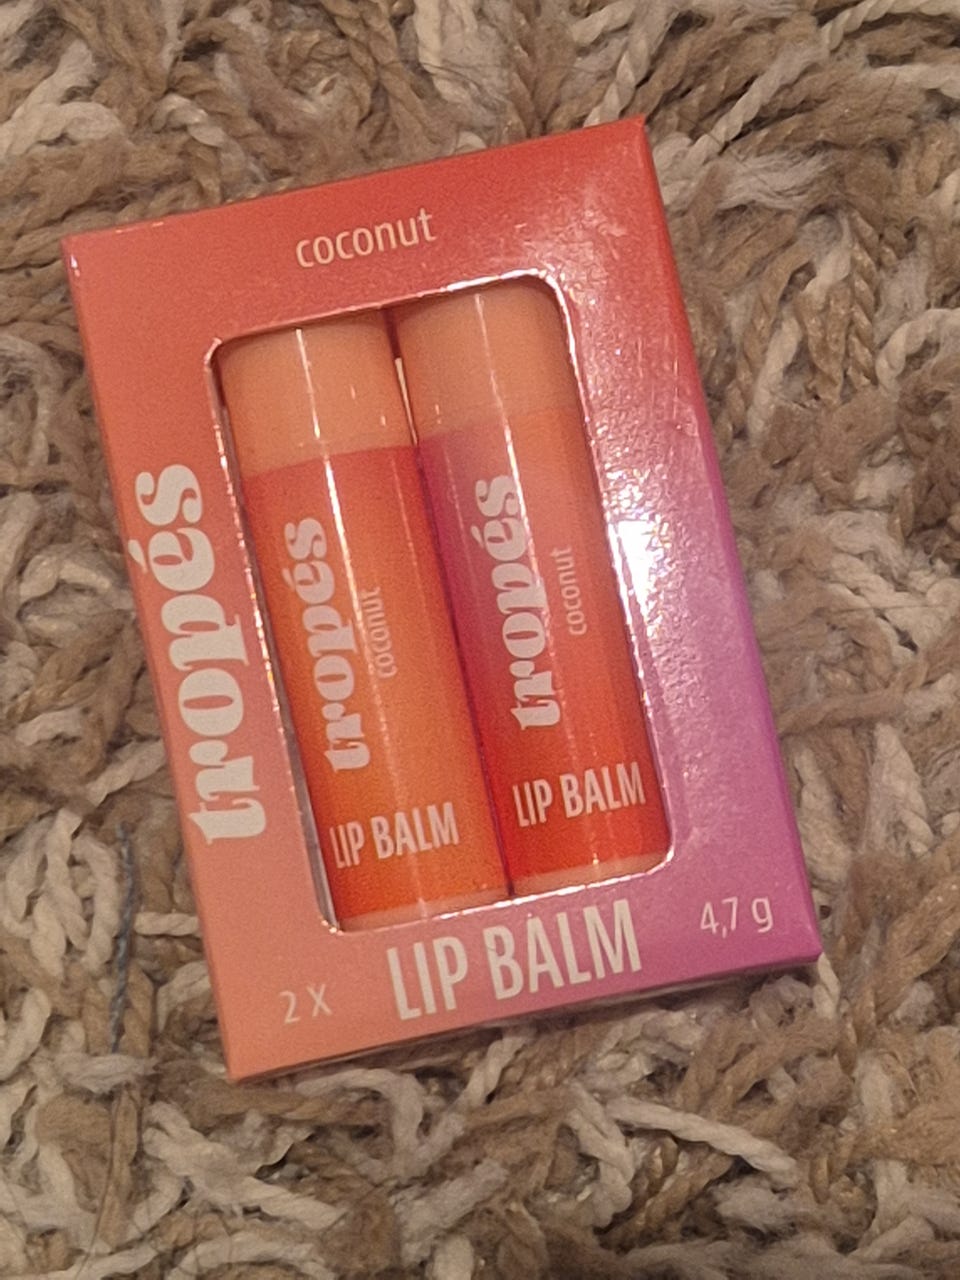 coconut
tropés
tropés
coconut
LIP BALM
tropés
coconut
LIP BALM
2 X
LIP BALM
4,7 g